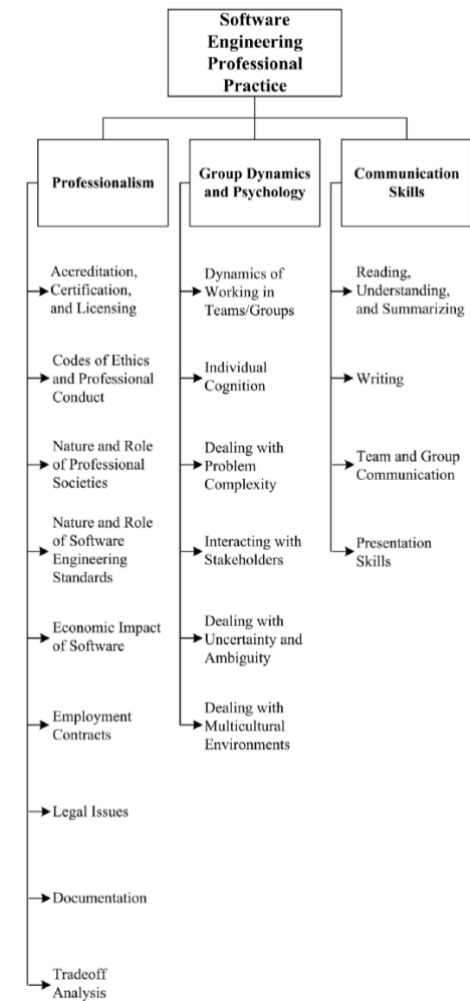 Software
Engineering
Professional
Practice
Professionalism
Accreditation,
Certification,
and Licensing
Codes of Ethics
and Professional
Conduct
Nature and Role
of Professional
Societies
Nature and Role
of Software
Engineering
Standards
Economic Impact
of Software
Employment
Contracts
Legal Issues
Documentation
Tradeoff
Analysis
Group Dynamics
and Psychology
Dynamics of
Working in
Teams/Groups
Individual
Cognition
Dealing with
Problem
Complexity
Interacting with
Stakeholders
Dealing with
Uncertainty and
Ambiguity
Dealing with
Multicultural
Environments
Communication
Skills
Reading,
Understanding,
and Summarizing
Writing
Team and Group
Communication
Presentation
Skills